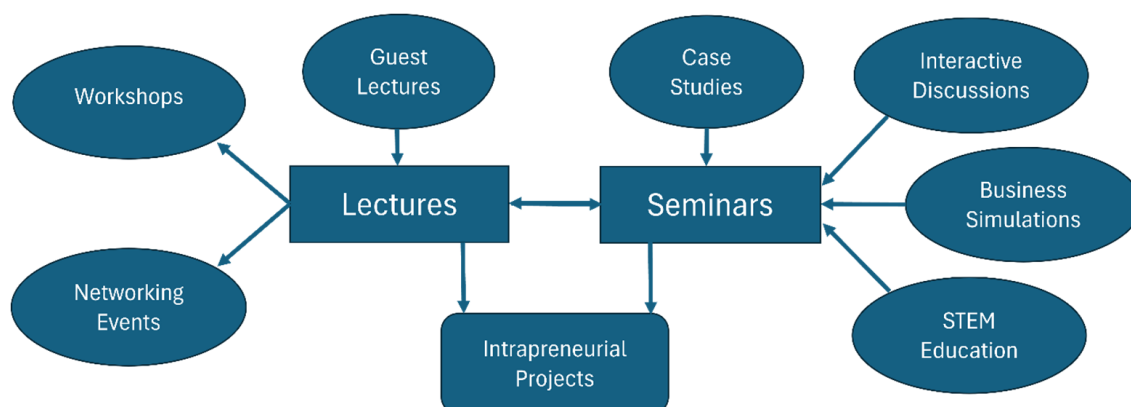 Workshops
Guest
Lectures
Case
Studies
Interactive
Discussions
Lectures
Seminars
Business
Simulations
Networking
Events
Intrapreneurial
Projects
STEM
Education